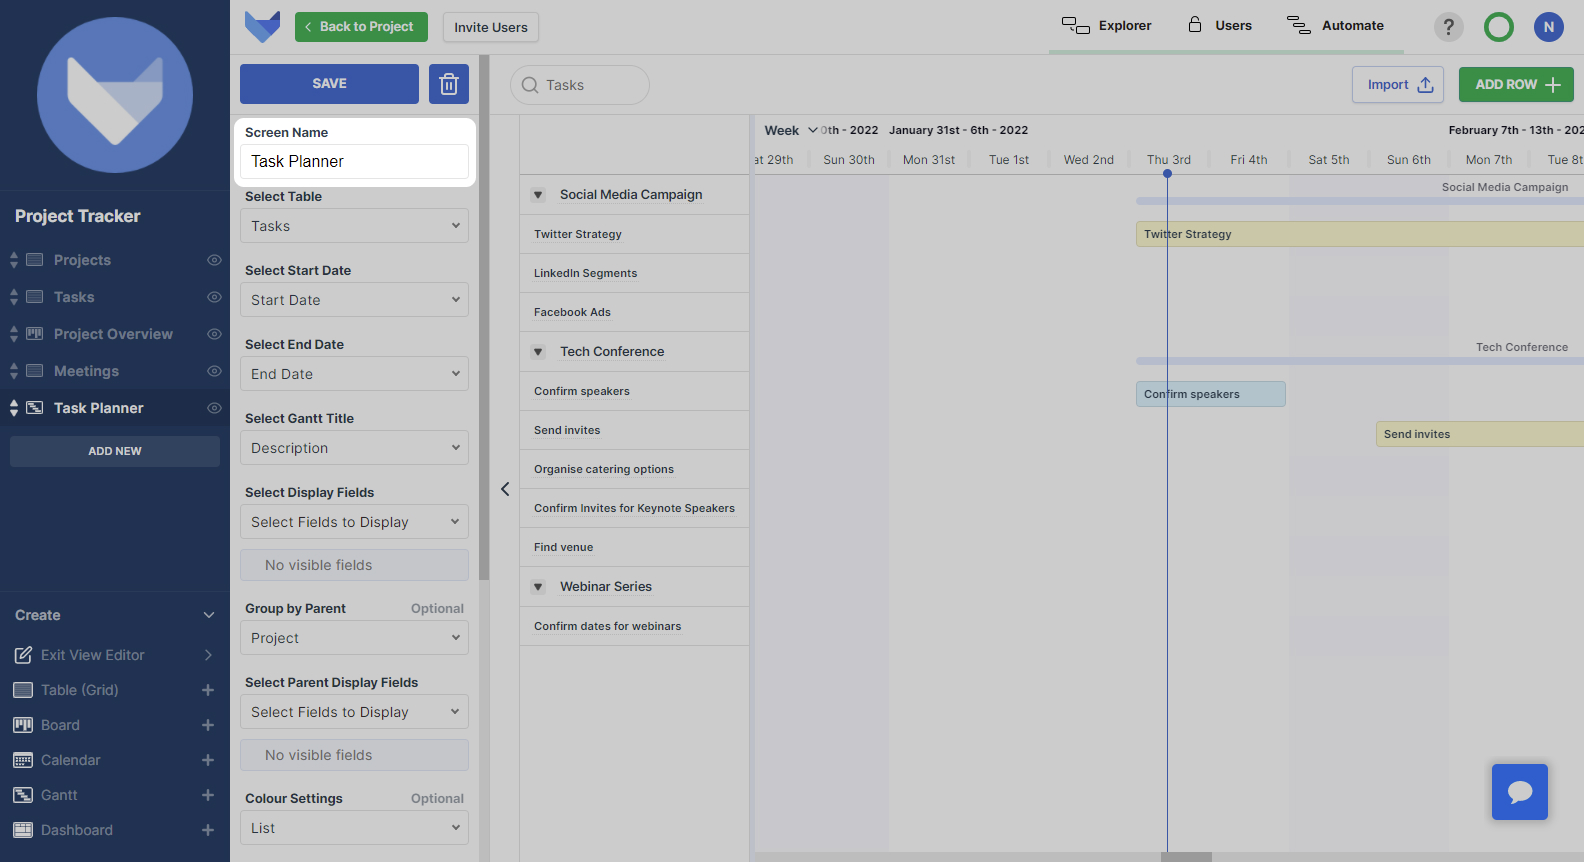 Back to Project
Invite Users
Explorer
Users
Automate
?
N
SAVE
Tasks
Import
ADD ROW
Project Tracker
Projects
Tasks
Project Overview
Meetings
Task Planner
ADD NEW
Create
Exit View Editor
Table (Grid)
Board
Calendar
Gantt
Dashboard
Screen Name
Task Planner
Select Table
Tasks
Select Start Date
Start Date
Select End Date
End Date
Select Gantt Title
Description
Select Display Fields
Select Fields to Display
No visible fields
Group by Parent Optional
Project
Select Parent Display Fields
Select Fields to Display
No visible fields
Colour Settings Optional
List
Social Media Campaign
Twitter Strategy
LinkedIn Segments
Facebook Ads
Tech Conference
Confirm speakers
Send invites
Organise catering options
Confirm Invites for Keynote Speakers
Find venue
Webinar Series
Confirm dates for webinars
Week 0th - 2022 January 31st - 6th - 2022 February 7th - 13th - 202
at 29th Sun 30th Mon 31st Tue 1st Wed 2nd Thu 3rd Fri 4th Sat 5th Sun 6th Mon 7th Tue 8t
Social Media Campaign
Twitter Strategy
Tech Conference
Confirm speakers
Send invites